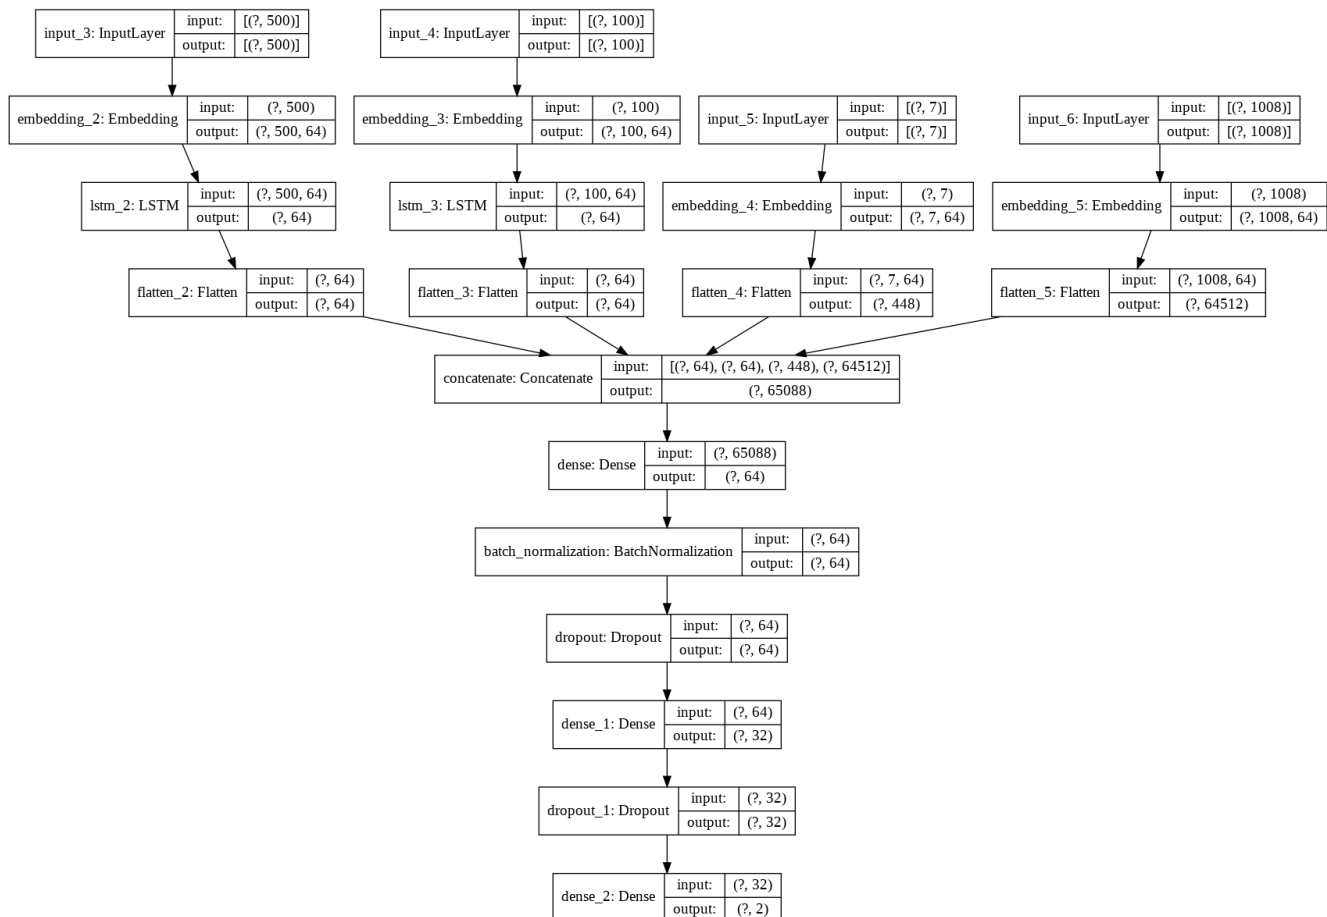 input_3: InputLayer input: [(?, 500)]
output: [(?, 500)]
input_4: InputLayer input: [(?, 100)]
output: [(?, 100)]
embedding_2: Embedding input: (?, 500)
output: (?, 500, 64)
embedding_3: Embedding input: (?, 100)
output: (?, 100, 64)
input_5: InputLayer input: [(?, 7)]
output: [(?, 7)]
input_6: InputLayer input: [(?, 1008)]
output: [(?, 1008)]
lstm_2: LSTM input: (?, 500, 64)
output: (?, 64)
lstm_3: LSTM input: (?, 100, 64)
output: (?, 64)
embedding_4: Embedding input: (?, 7)
output: (?, 7, 64)
embedding_5: Embedding input: (?, 1008)
output: (?, 1008, 64)
flatten_2: Flatten input: (?, 64)
output: (?, 64)
flatten_3: Flatten input: (?, 64)
output: (?, 64)
flatten_4: Flatten input: (?, 7, 64)
output: (?, 448)
flatten_5: Flatten input: (?, 1008, 64)
output: (?, 64512)
concatenate: Concatenate input: [(?, 64), (?, 64), (?, 448), (?, 64512)]
output: (?, 65088)
dense: Dense input: (?, 65088)
output: (?, 64)
batch_normalization: BatchNormalization input: (?, 64)
output: (?, 64)
dropout: Dropout input: (?, 64)
output: (?, 64)
dense_1: Dense input: (?, 64)
output: (?, 32)
dropout_1: Dropout input: (?, 32)
output: (?, 32)
dense_2: Dense input: (?, 32)
output: (?, 2)